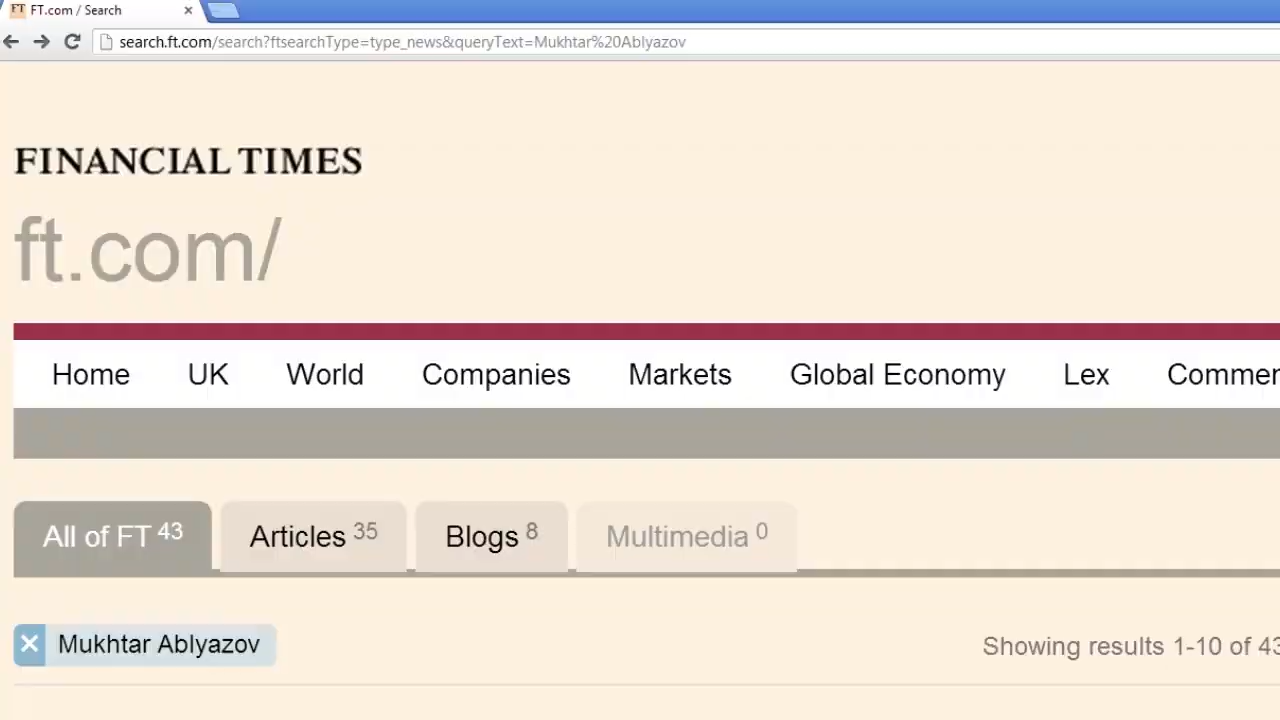 FT FT.com / Search ×
search.ft.com/search?ftsearchType=type_news&queryText=Mukhtar%20Ablyazov
FINANCIAL TIMES
ft.com/
Home UK World Companies Markets Global Economy Lex Commen
All of FT 43 Articles 35 Blogs 8 Multimedia 0
× Mukhtar Ablyazov Showing results 1-10 of 43